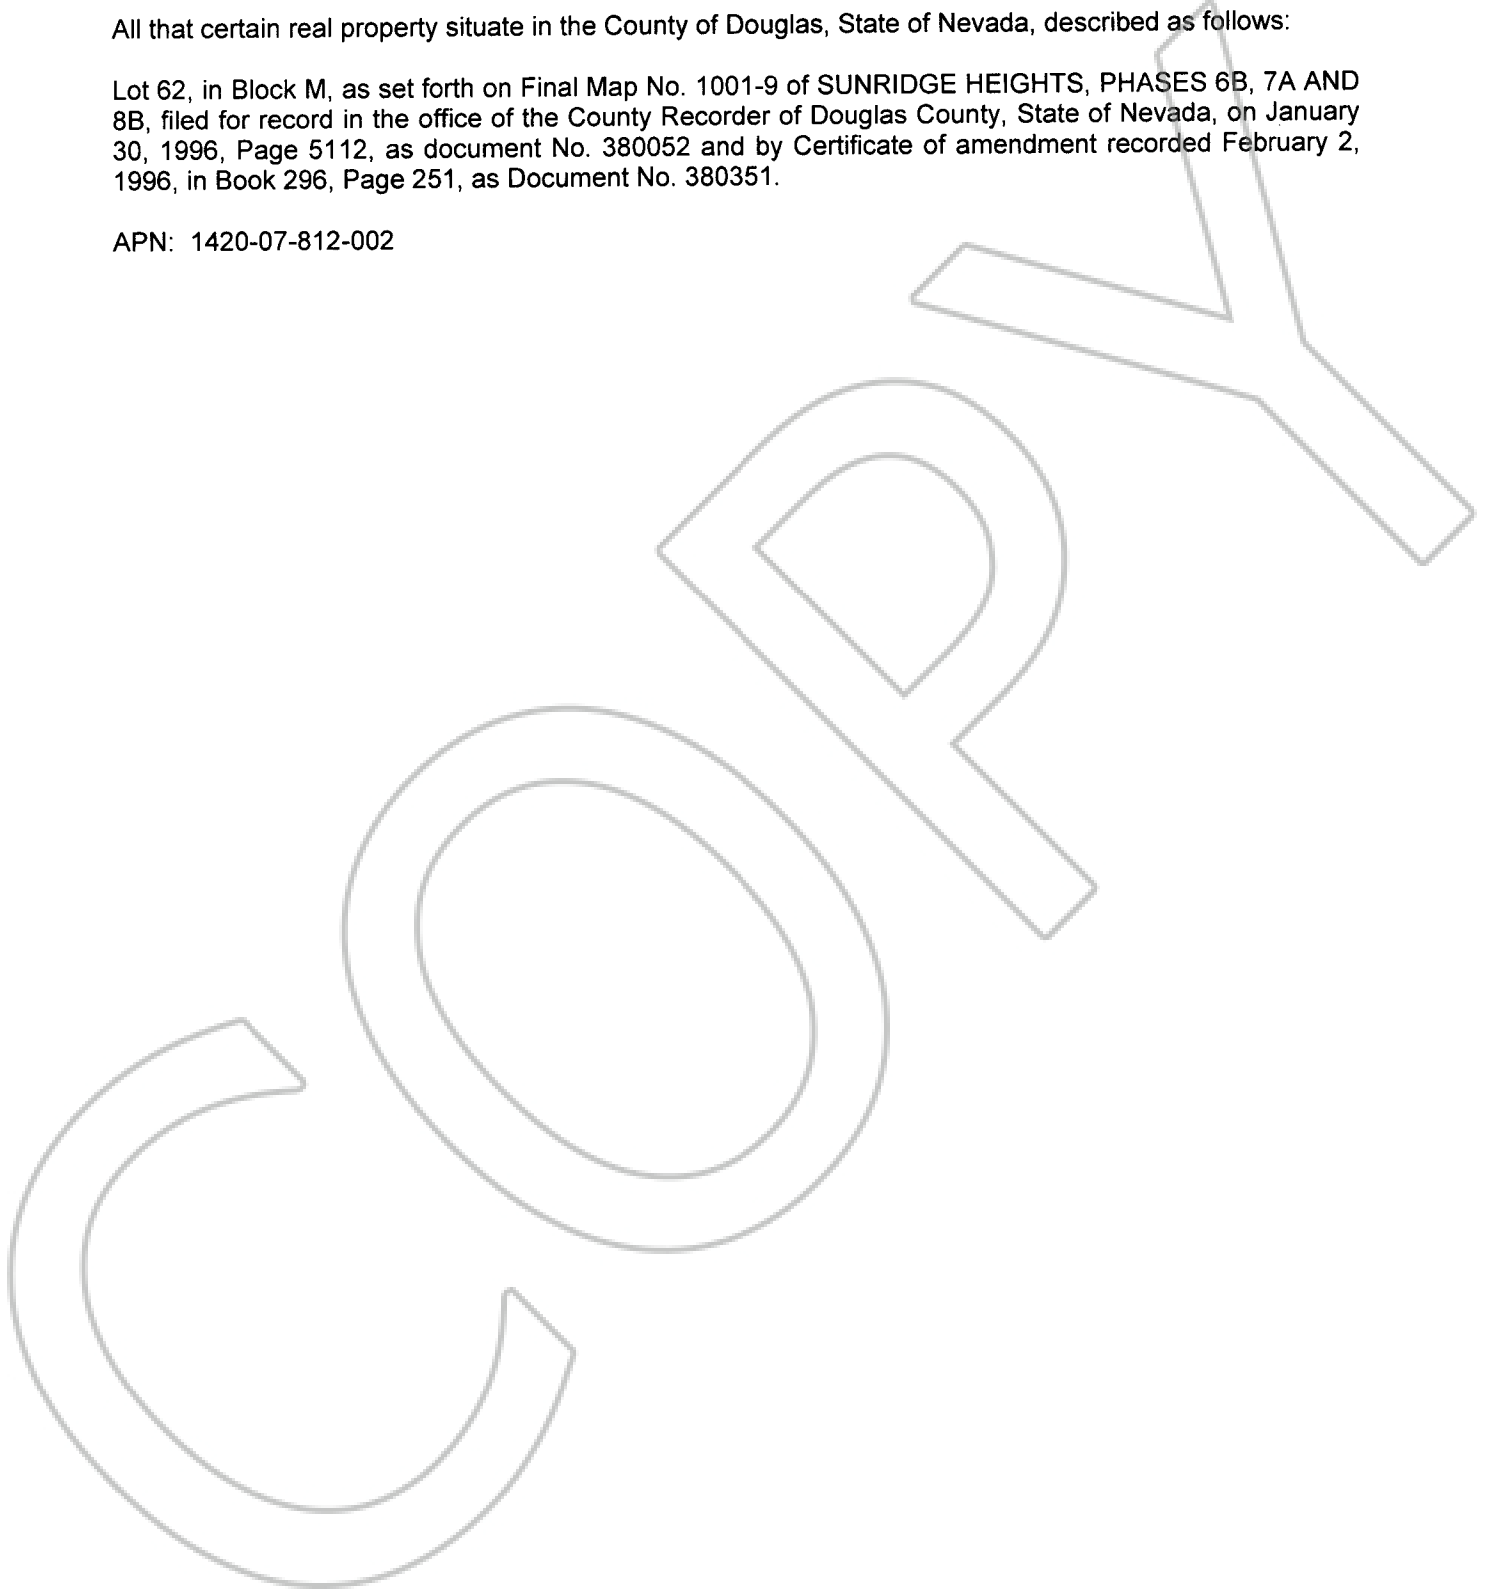 All that certain real property situate in the County of Douglas, State of Nevada, described as follows:
Lot 62, in Block M, as set forth on Final Map No. 1001-9 of SUNRIDGE HEIGHTS, PHASES 6B, 7A AND
8B, filed for record in the office of the County Recorder of Douglas County, State of Nevada, on January
30, 1996, Page 5112, as document No. 380052 and by Certificate of amendment recorded February 2,
1996, in Book 296, Page 251, as Document No. 380351.
APN: 1420-07-812-002
COPY